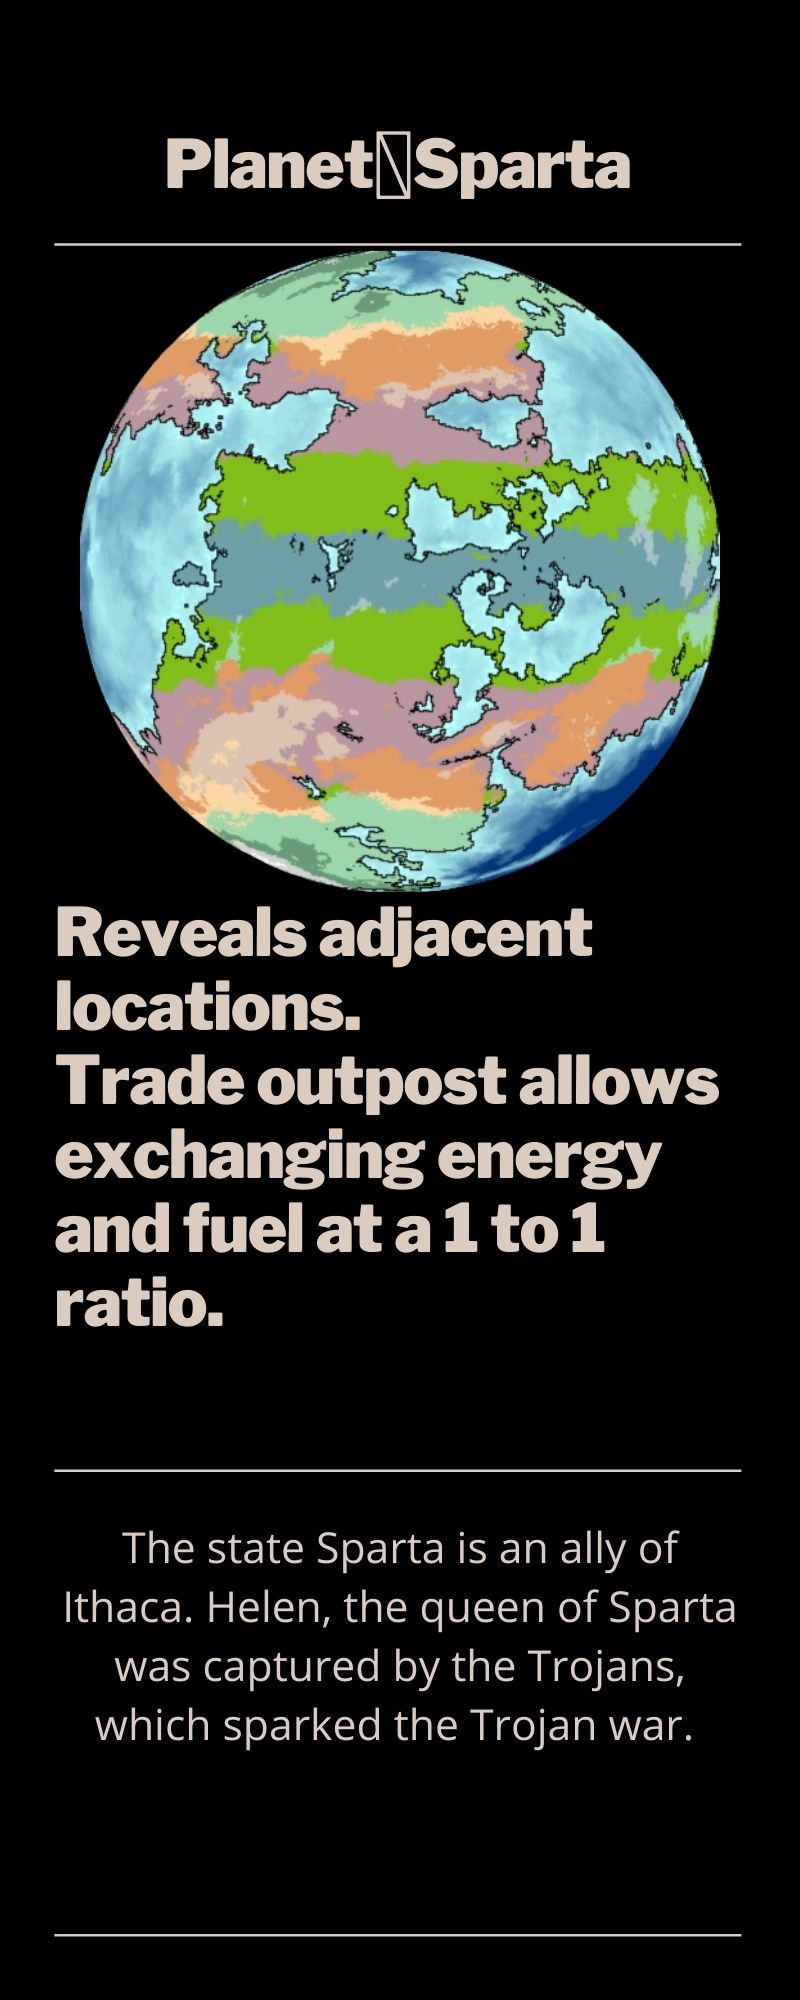 Planet Sparta
Reveals adjacent
locations.
Trade outpost allows
exchanging energy
and fuel at a 1 to 1
ratio.
The state Sparta is an ally of
Ithaca. Helen, the queen of Sparta
was captured by the Trojans,
which sparked the Trojan war.